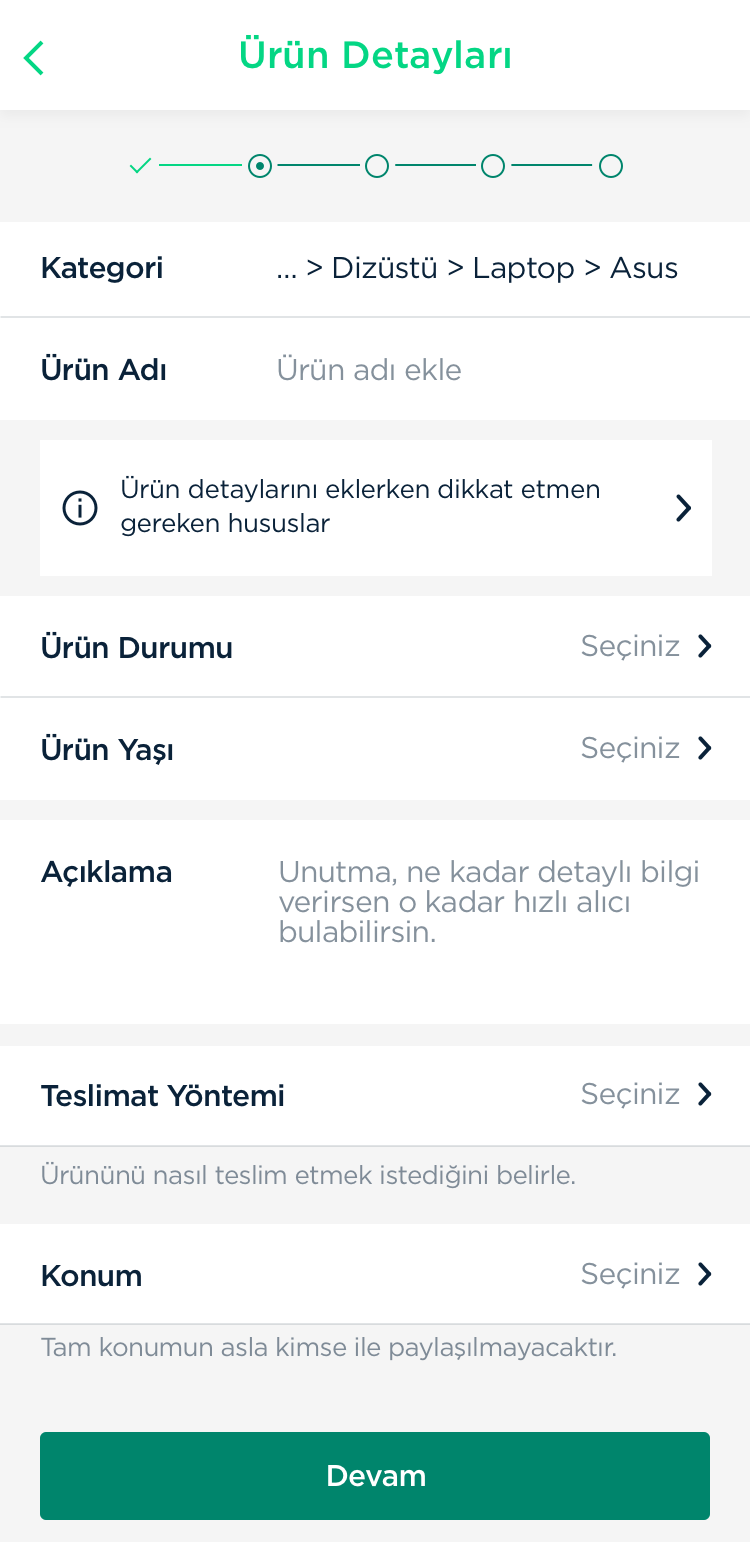 Ürün Detayları
Kategori ... > Dizüstü > Laptop > Asus
Ürün Adı Ürün adı ekle
Ürün detaylarını eklerken dikkat etmen
gereken hususlar
Ürün Durumu Seçiniz
Ürün Yaşı Seçiniz
Açıklama Unutma, ne kadar detaylı bilgi
verirsen o kadar hızlı alıcı
bulabilirsin.
Teslimat Yöntemi Seçiniz
Ürününü nasıl teslim etmek istediğini belirle.
Konum Seçiniz
Tam konumun asla kimse ile paylaşılmayacaktır.
Devam